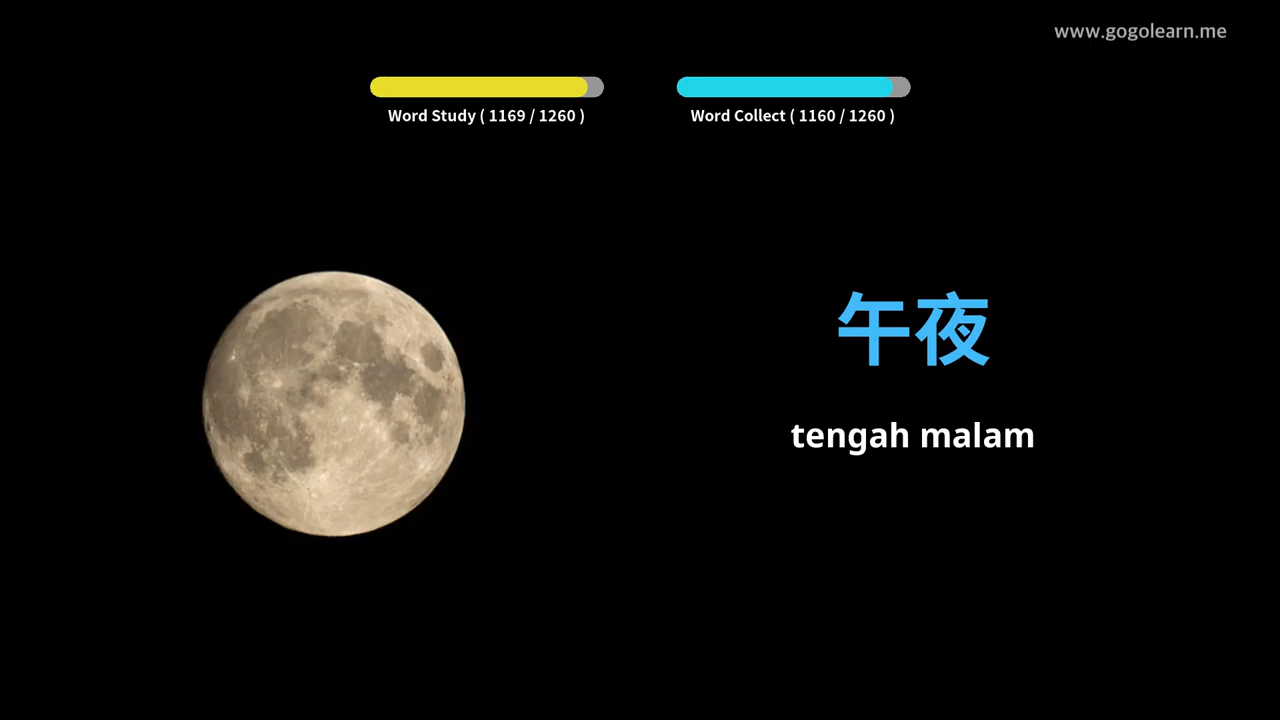 www.gogolearn.me
Word Study ( 1169 / 1260 )
Word Collect ( 1160 / 1260 )
午夜
tengah malam